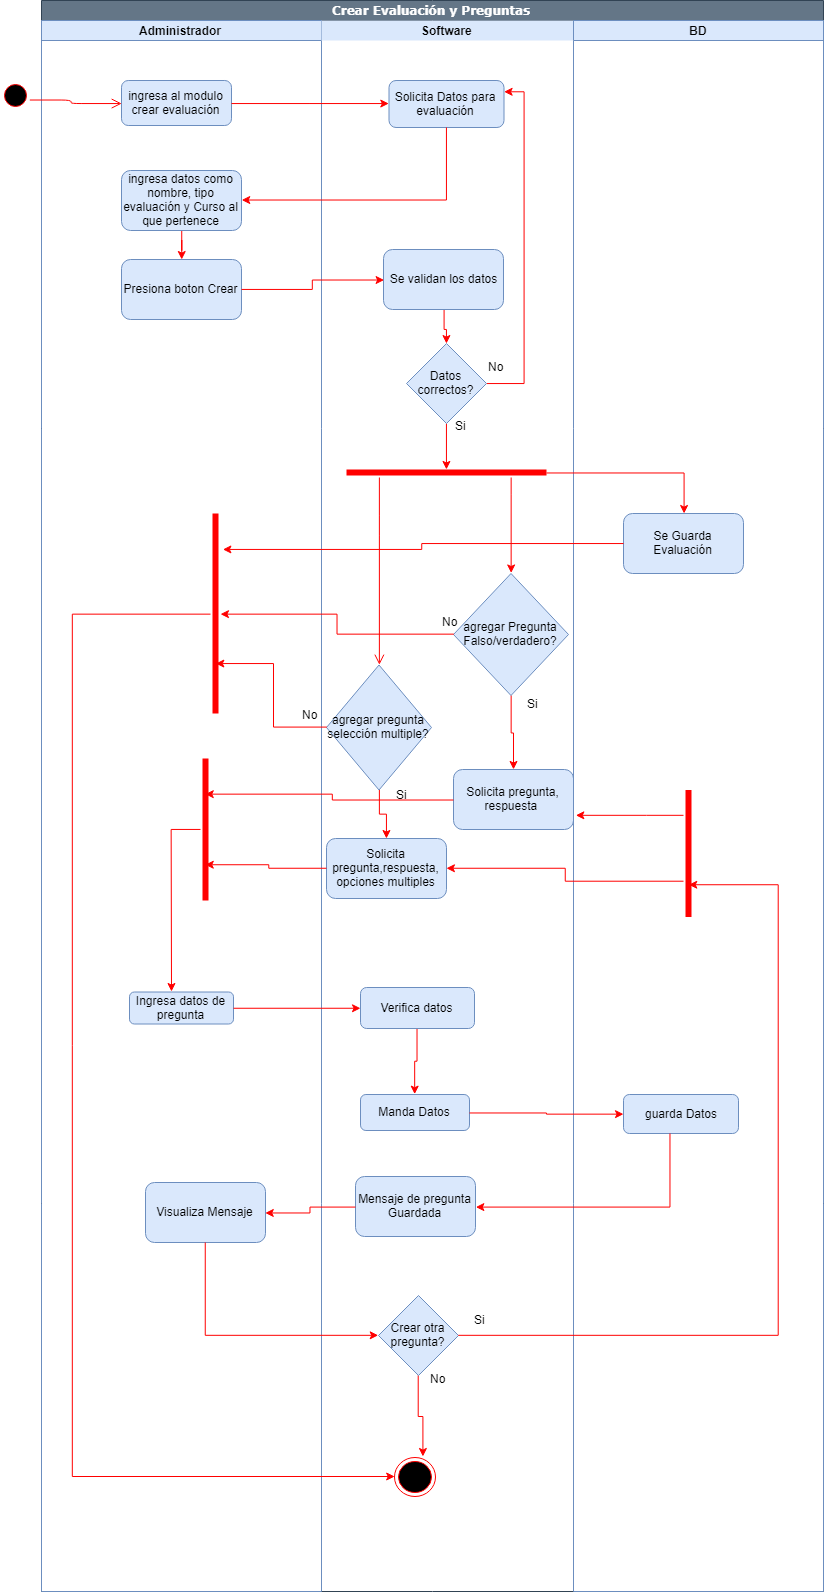 Crear Evaluación y Preguntas
Administrador
Software
BD
ingresa al modulo
crear evaluación
Solicita Datos para
evaluación
ingresa datos como
nombre, tipo
evaluación y Curso al
que pertenece
Presiona boton Crear
Se validan los datos
Datos
correctos?
No
Si
Se Guarda
Evaluación
agregar Pregunta
Falso/verdadero?
No
Si
agregar pregunta
selección multiple?
No
Si
Solicita pregunta,
respuesta
Solicita
pregunta,respuesta,
opciones multiples
Ingresa datos de
pregunta
Verifica datos
Manda Datos
guarda Datos
Mensaje de pregunta
Guardada
Visualiza Mensaje
Crear otra
pregunta?
Si
No